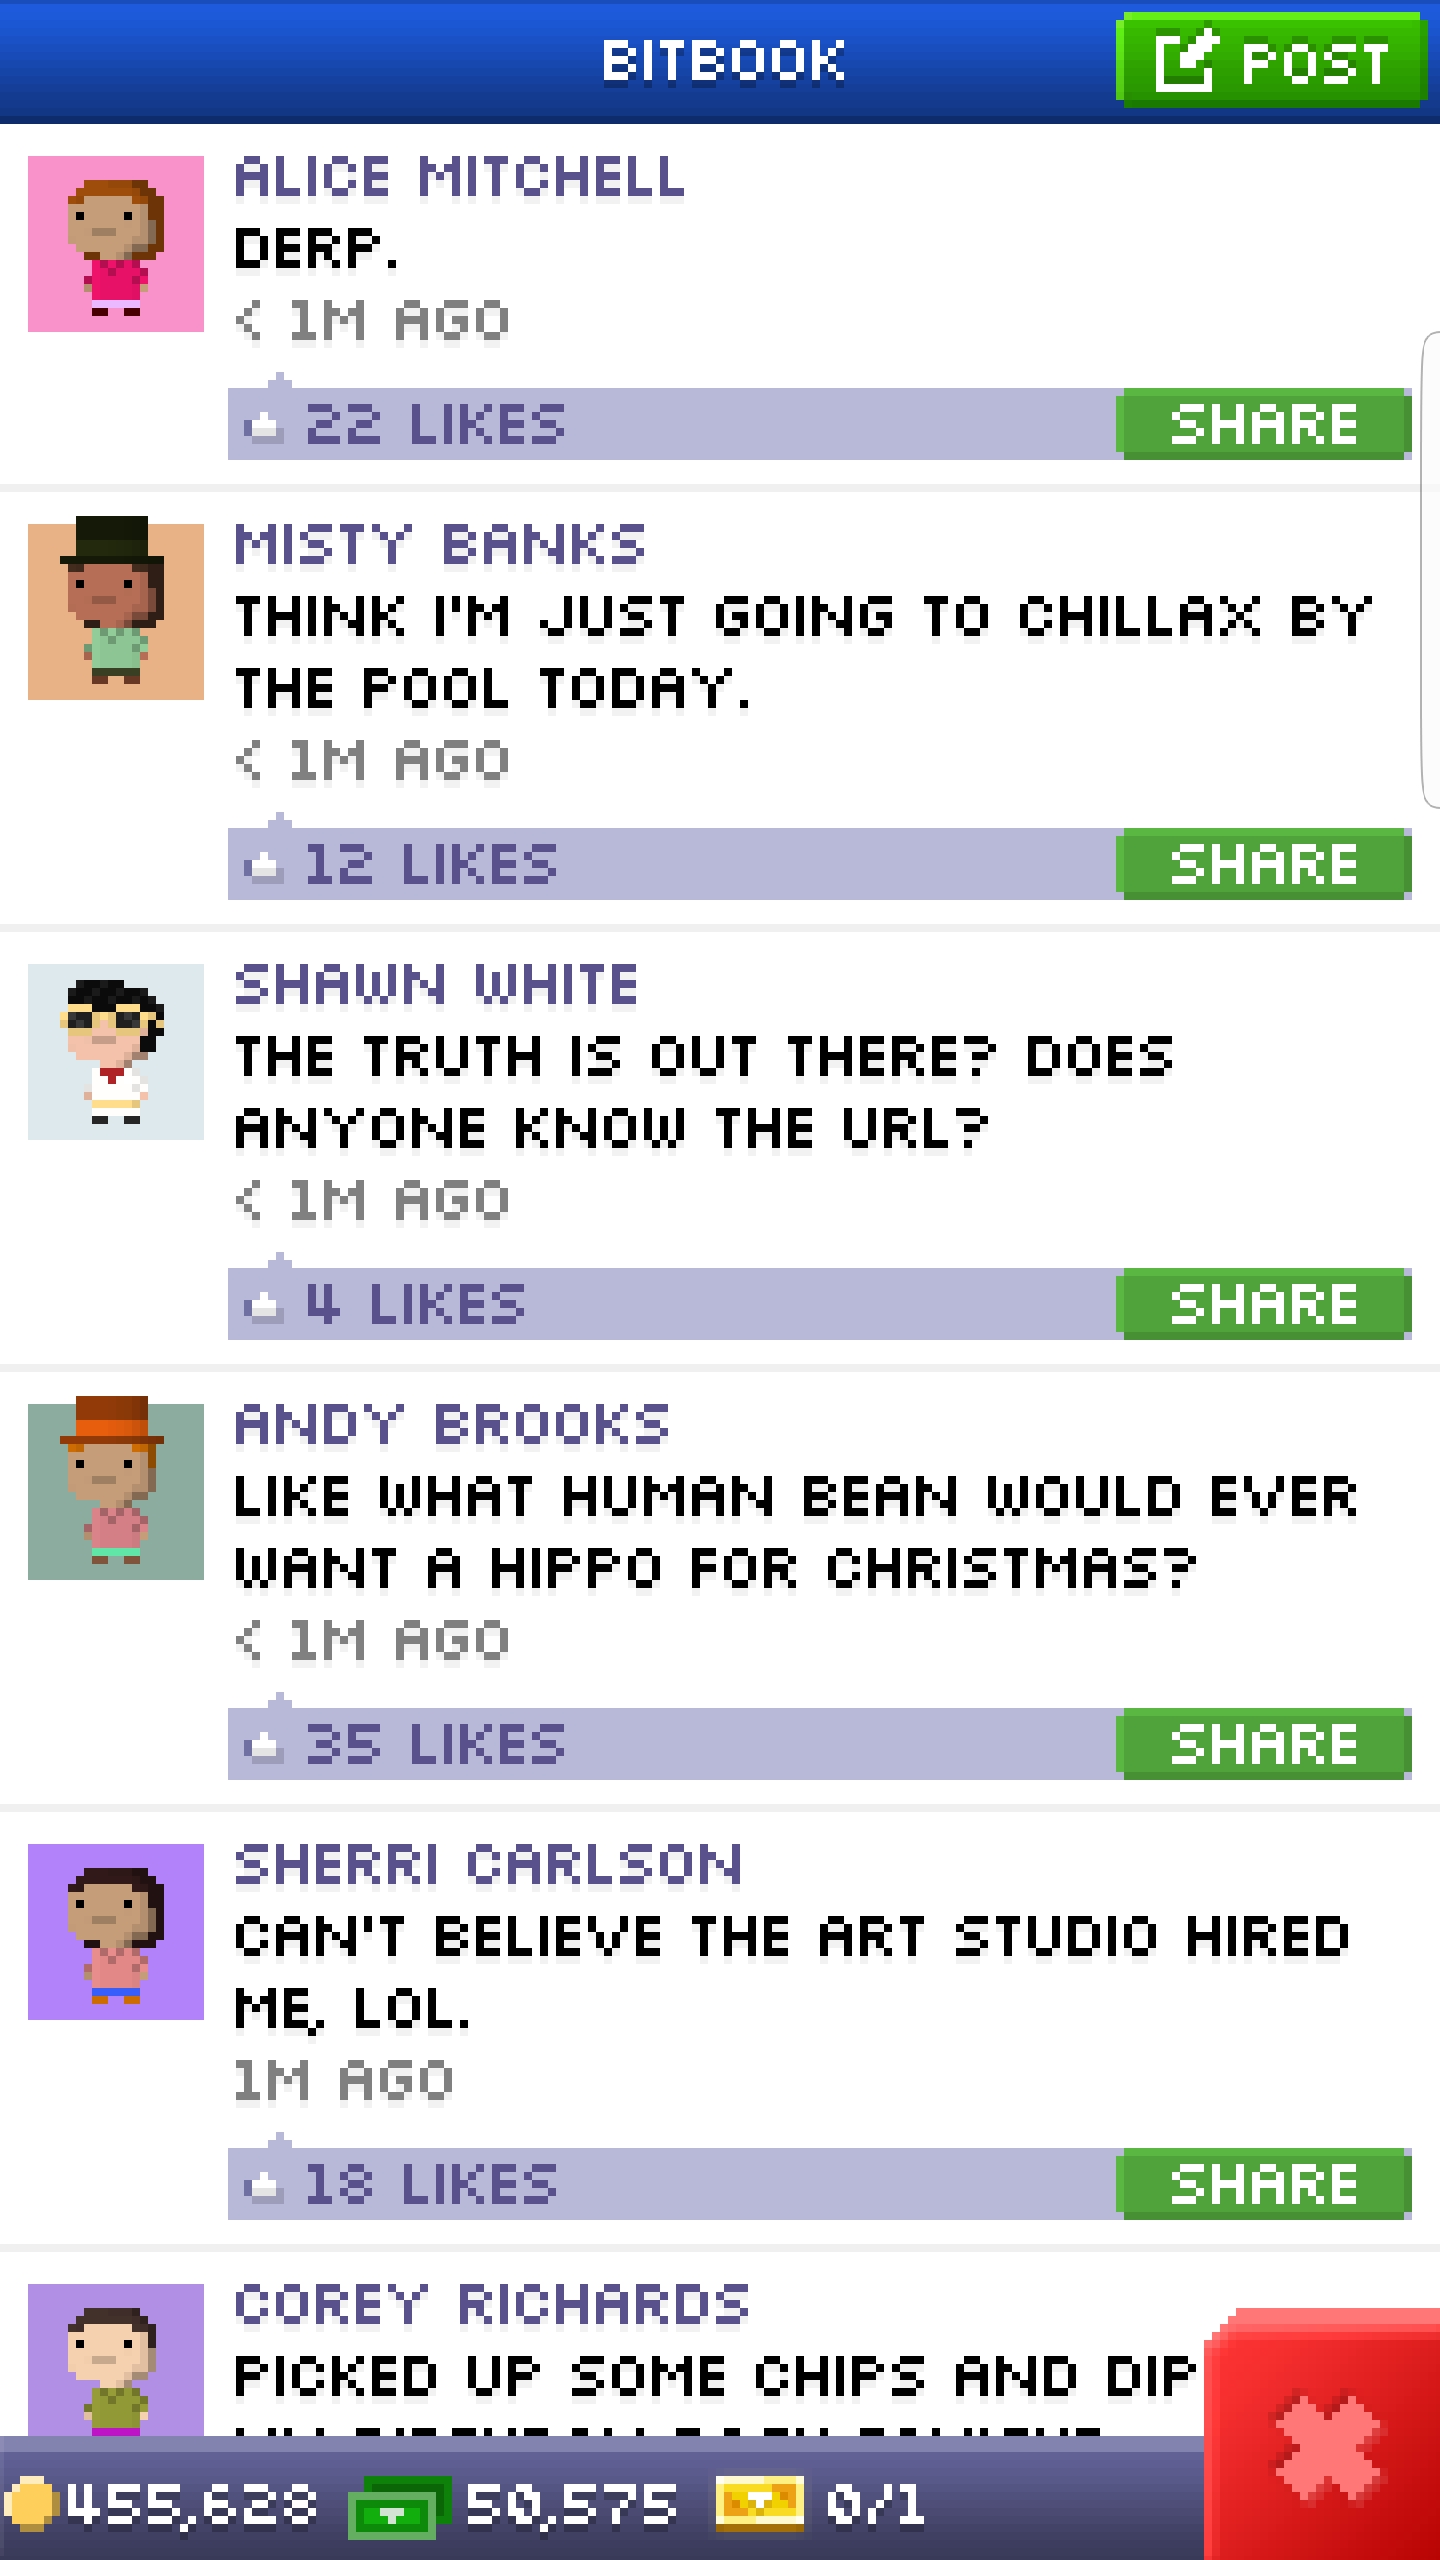 BITBOOK
POST
ALICE MITCHELL
DERP.
< 1M AGO
22 LIKES
SHARE
MISTY BANKS
THINK I'M JUST GOING TO CHILLAX BY
THE POOL TODAY.
< 1M AGO
12 LIKES
SHARE
SHAWN WHITE
THE TRUTH IS OUT THERE? DOES
ANYONE KNOW THE URL?
< 1M AGO
4 LIKES
SHARE
ANDY BROOKS
LIKE WHAT HUMAN BEAN WOULD EVER
WANT A HIPPO FOR CHRISTMAS?
< 1M AGO
35 LIKES
SHARE
SHERRI CARLSON
CAN'T BELIEVE THE ART STUDIO HIRED
ME, LOL.
1M AGO
18 LIKES
SHARE
COREY RICHARDS
PICKED UP SOME CHIPS AND DIP
455,628 50,575 0/1